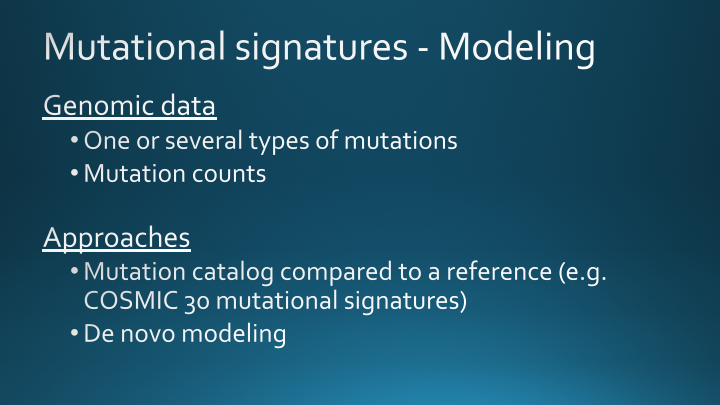 Mutational signatures - Modeling
Genomic data
• One or several types of mutations
• Mutation counts
Approaches
• Mutation catalog compared to a reference (e.g.
COSMIC 30 mutational signatures)
• De novo modeling